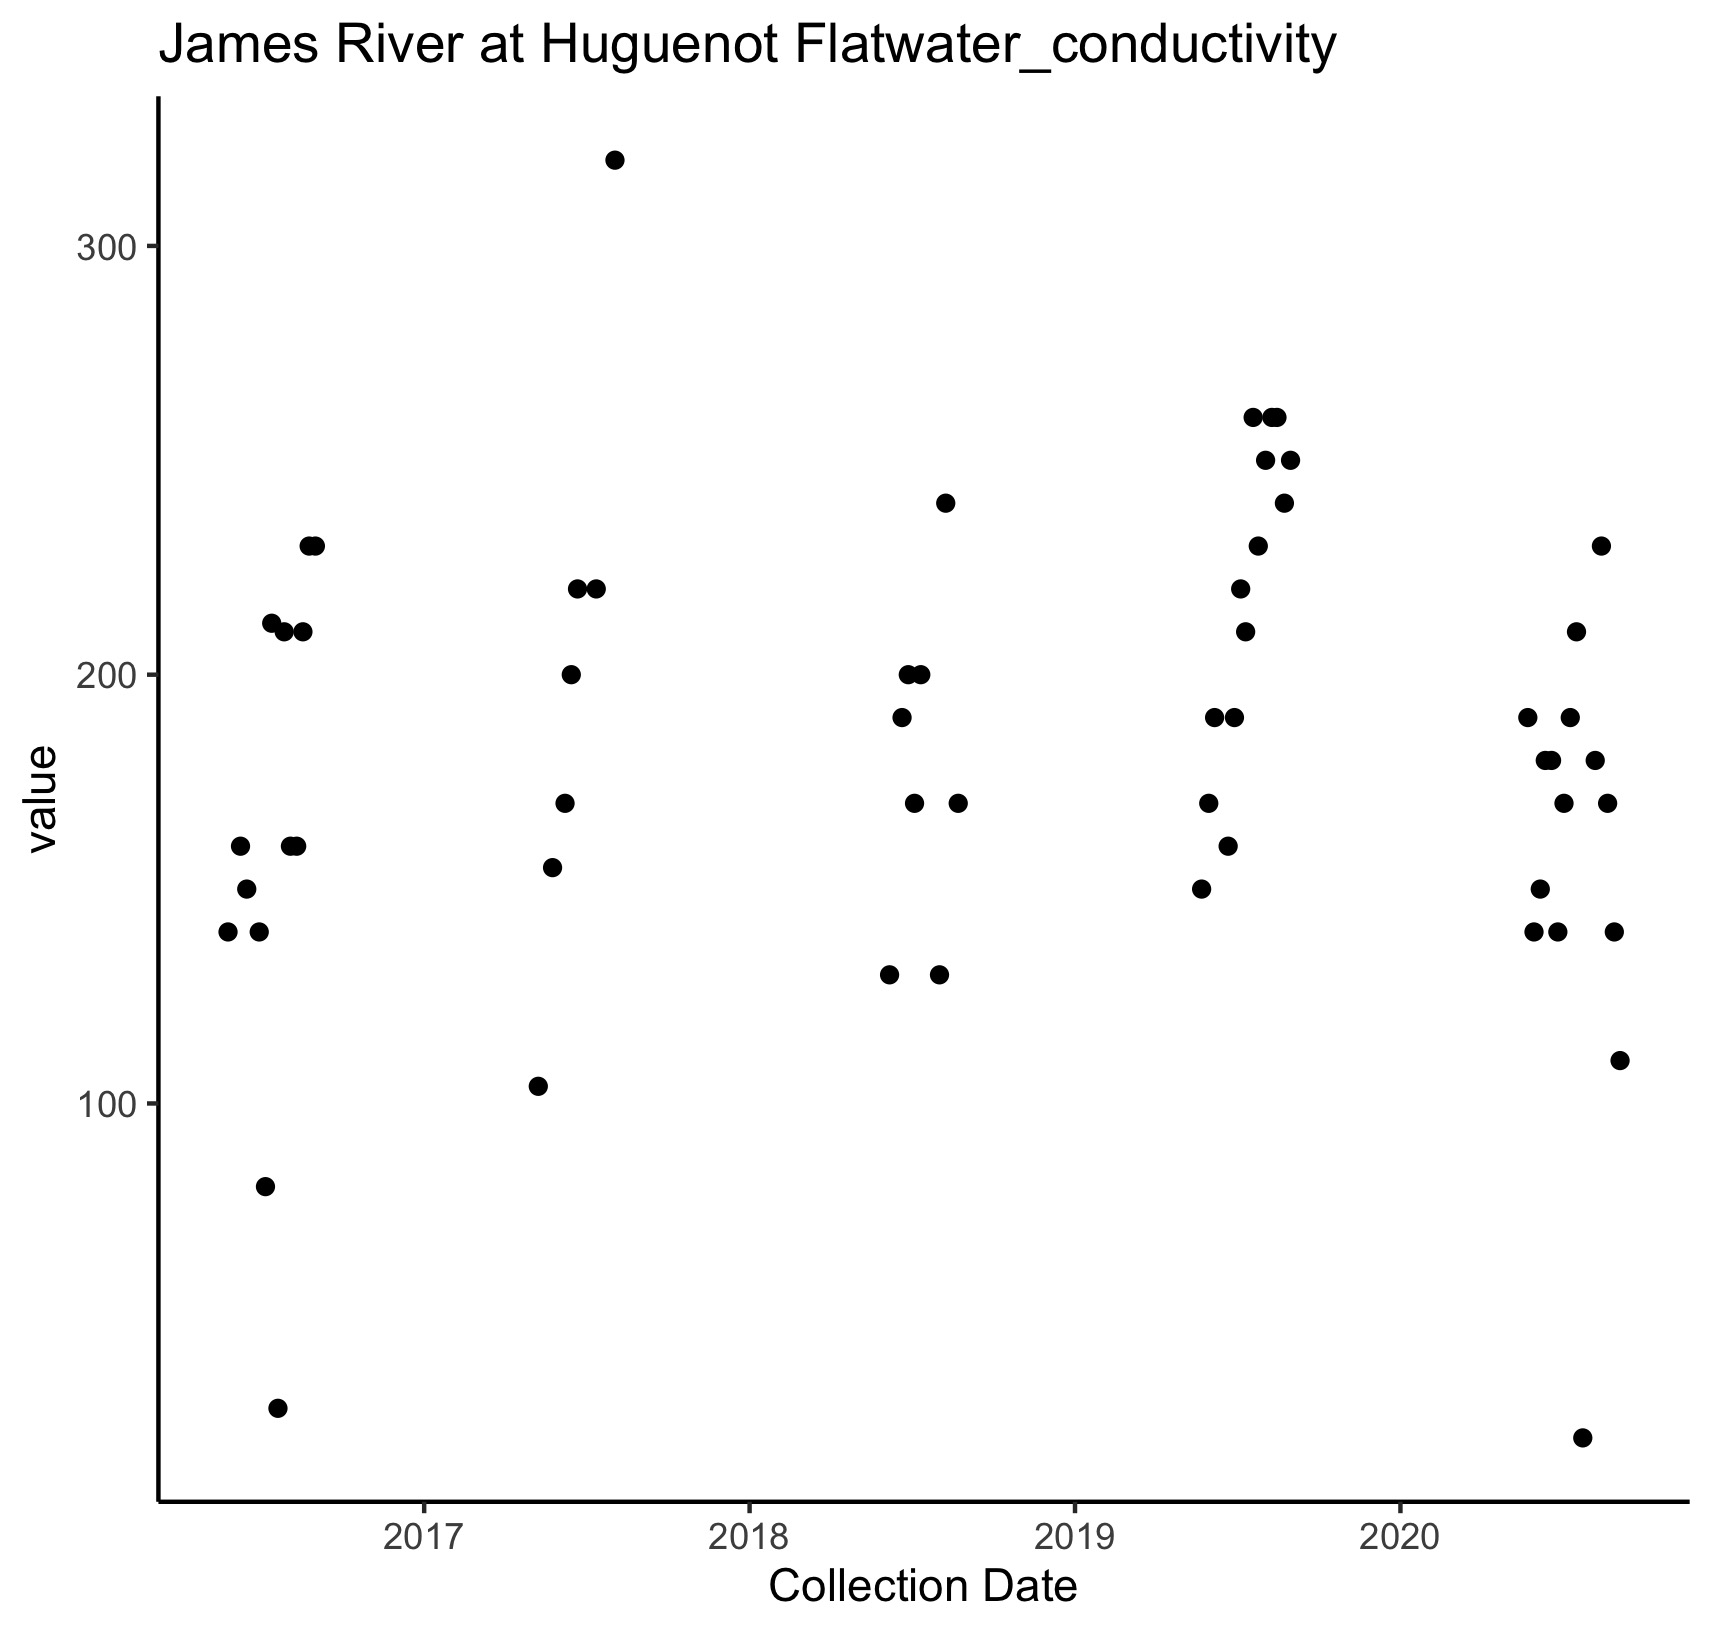 James River at Huguenot Flatwater_conductivity
300
200
100
value
2017 2018 2019 2020
Collection Date